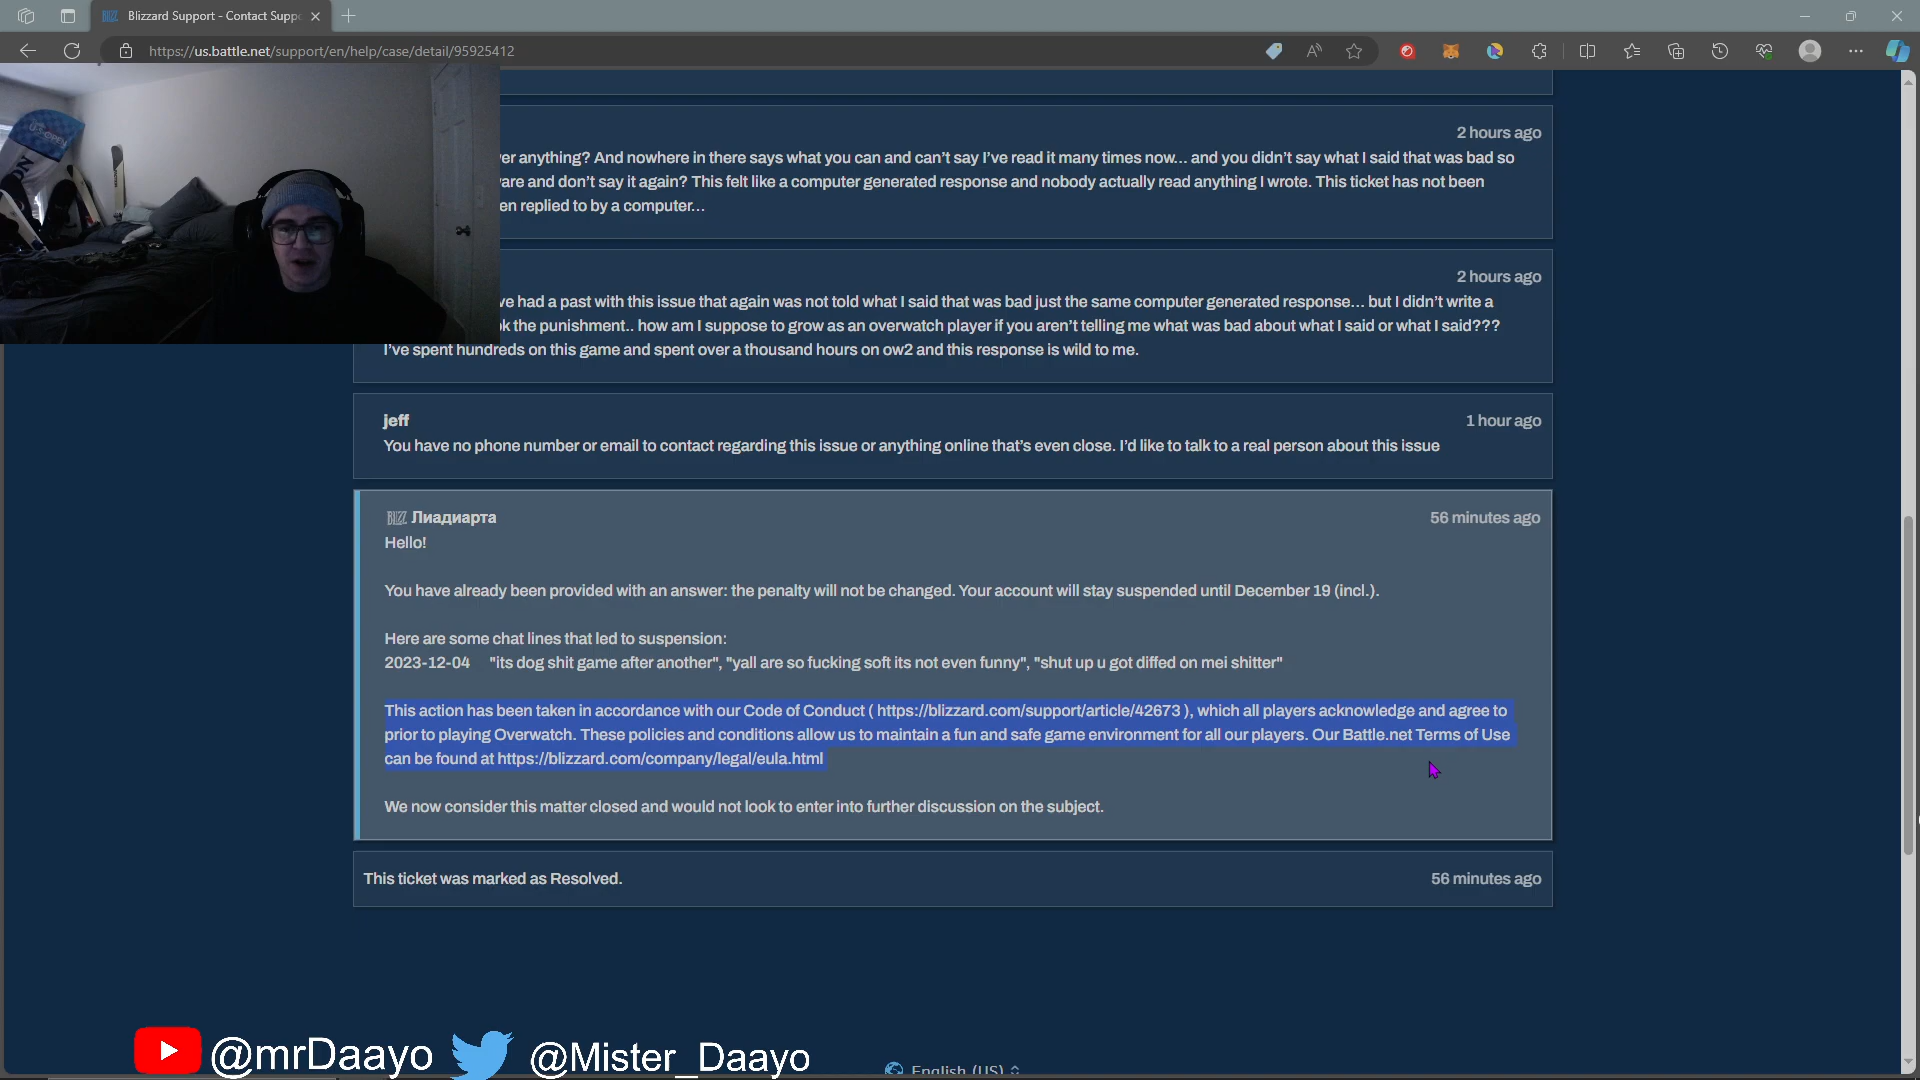 Blizzard Support - Contact Supp
https://us.battle.net/support/en/help/case/detail/95925412
2 hours ago
er anything? And nowhere in there says what you can and can't say I've read it many times now... and you didn't say what I said that was bad so
are and don't say it again? This felt like a computer generated response and nobody actually read anything I wrote. This ticket has not been
en replied to by a computer...
2 hours ago
ve had a past with this issue that again was not told what I said that was bad just the same computer generated response... but I didn't write a
k the punishment.. how am I suppose to grow as an overwatch player if you aren't telling me what was bad about what I said or what I said???
I've spent hundreds on this game and spent over a thousand hours on ow2 and this response is wild to me.
jeff
1 hour ago
You have no phone number or email to contact regarding this issue or anything online that's even close. I'd like to talk to a real person about this issue
BLIZZ Лиадиарта
56 minutes ago
Hello!
You have already been provided with an answer: the penalty will not be changed. Your account will stay suspended until December 19 (incl.).
Here are some chat lines that led to suspension:
2023-12-04 "its dog shit game after another", "yall are so fucking soft its not even funny", "shut up u got diffed on mei shitter"
This action has been taken in accordance with our Code of Conduct ( https://blizzard.com/support/article/42673 ), which all players acknowledge and agree to
prior to playing Overwatch. These policies and conditions allow us to maintain a fun and safe game environment for all our players. Our Battle.net Terms of Use
can be found at https://blizzard.com/company/legal/eula.html
We now consider this matter closed and would not look to enter into further discussion on the subject.
This ticket was marked as Resolved.
56 minutes ago
@mrDaayo
@Mister_Daayo
English (US)